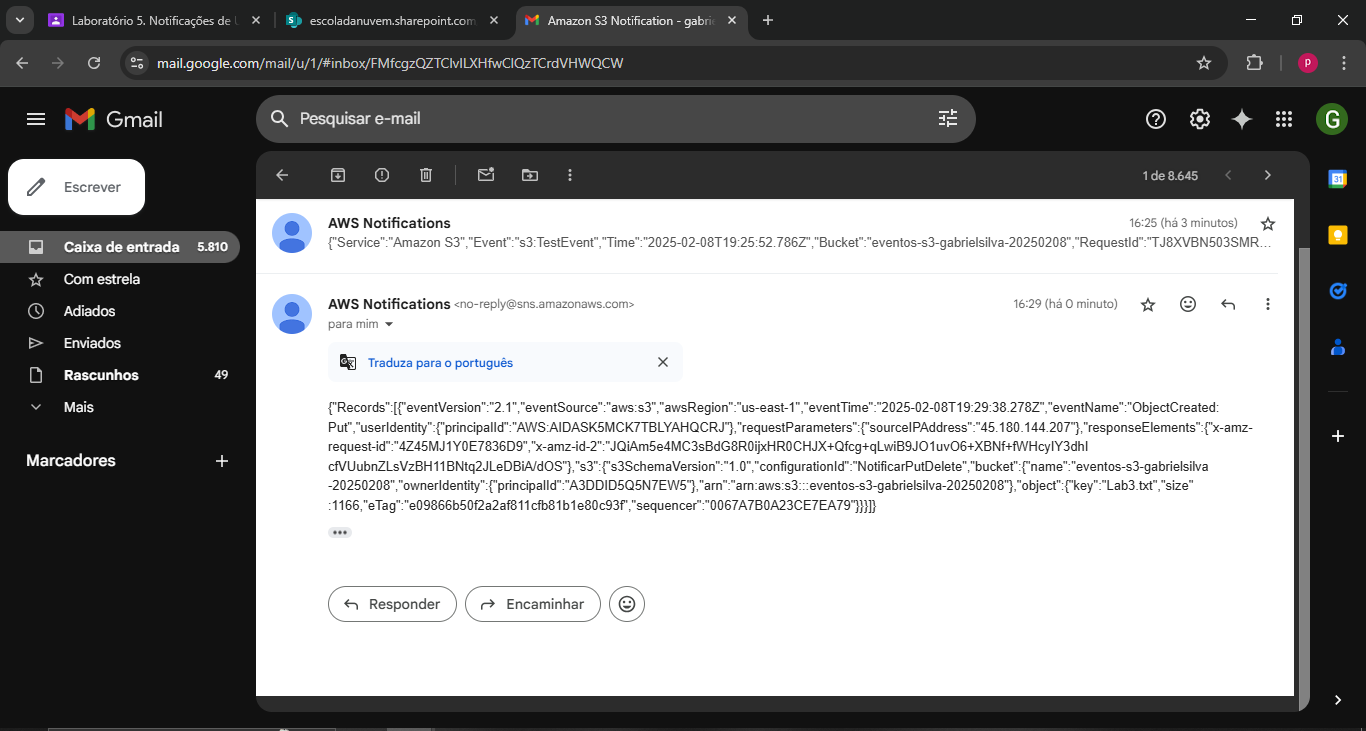 Laboratório 5. Notificações de
escoladanuvem.sharepoint.com
Amazon S3 Notification - gabri
mail.google.com/mail/u/1/#inbox/FMfcgzQZTClvlLXHfwClQzTCrdVHWQCW
P
Gmail
Pesquisar e-mail
G
Escrever
1 de 8.645
31
Caixa de entrada 5.810
Com estrela
Adiados
Enviados
Rascunhos 49
Mais
Marcadores
AWS Notifications 16:25 (há 3 minutos)
{"Service":"Amazon S3","Event":"s3:TestEvent","Time":"2025-02-08T19:25:52.786Z","Bucket":"eventos-s3-gabrielsilva-20250208","RequestId":"TJ8XVBN503SMR...
AWS Notifications <no-reply@sns.amazonaws.com> 16:29 (há 0 minuto)
para mim
Traduza para o português
{"Records":[{"eventVersion":"2.1","eventSource":"aws:s3","awsRegion":"us-east-1","eventTime":"2025-02-08T19:29:38.278Z","eventName":"ObjectCreated:
Put","userIdentity":{"principalId":"AWS:AIDASK5MCK7TBLYAHQCRJ"},"requestParameters":{"sourceIPAddress":"45.180.144.207"},"responseElements":{"x-amz-
request-id":"4Z45MJ1Y0E7836D9","x-amz-id-2":"JQiAm5e4MC3sBdG8R0ijxHR0CHJX+Qfcg+qLwiB9JO1uvO6+XBNf+fWHcyIY3dhI
cfVUubnZLsVzBH11BNtq2JLeDBiA/dOS"},"s3":{"s3SchemaVersion":"1.0","configurationId":"NotificarPutDelete","bucket":{"name":"eventos-s3-gabrielsilva
-20250208","ownerIdentity":{"principalId":"A3DDID5Q5N7EW5"},"arn":"arn:aws:s3:::eventos-s3-gabrielsilva-20250208"},"object":{"key":"Lab3.txt","size"
:1166,"eTag":"e09866b50f2a2af811cfb81b1e80c93f","sequencer":"0067A7B0A23CE7EA79"}}}]}
Responder
Encaminhar